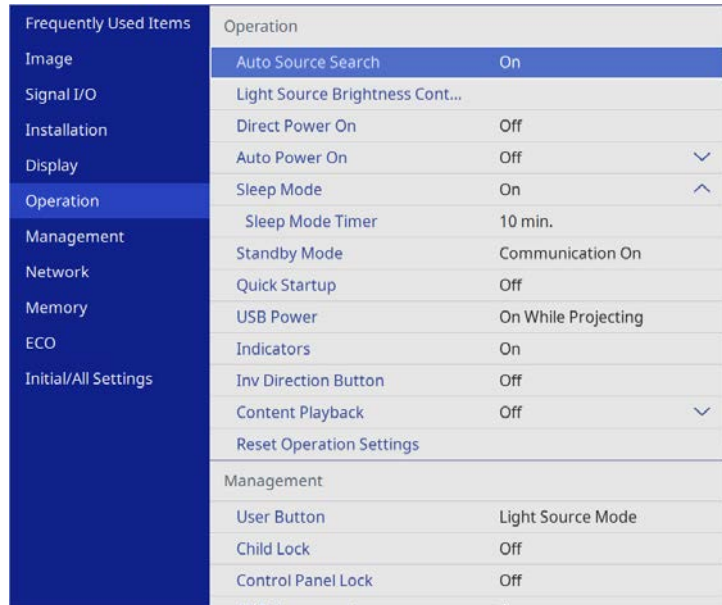 Frequently Used Items
Image
Signal I/O
Installation
Display
Operation
Management
Network
Memory
ECO
Initial/All Settings
Operation
Auto Source Search On
Light Source Brightness Cont...
Direct Power On Off
Auto Power On Off
Sleep Mode On
Sleep Mode Timer 10 min.
Standby Mode Communication On
Quick Startup Off
USB Power On While Projecting
Indicators On
Inv Direction Button Off
Content Playback Off
Reset Operation Settings
Management
User Button Light Source Mode
Child Lock Off
Control Panel Lock Off